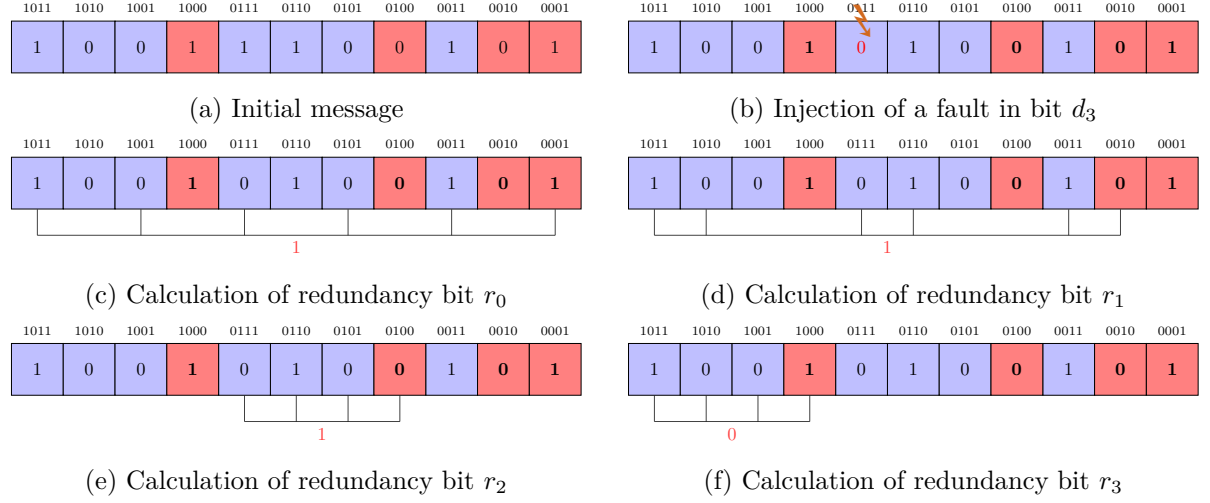 1011 1010 1001 1000 0111 0110 0101 0100 0011 0010 0001
1 0 0 1 1 1 0 0 1 0 1
(a) Initial message
1011 1010 1001 1000 0111 0110 0101 0100 0011 0010 0001
1 0 0 1 0 1 0 0 1 0 1
(b) Injection of a fault in bit d3
1011 1010 1001 1000 0111 0110 0101 0100 0011 0010 0001
1 0 0 1 0 1 0 0 1 0 1
1
(c) Calculation of redundancy bit r0
1011 1010 1001 1000 0111 0110 0101 0100 0011 0010 0001
1 0 0 1 0 1 0 0 1 0 1
1
(d) Calculation of redundancy bit r1
1011 1010 1001 1000 0111 0110 0101 0100 0011 0010 0001
1 0 0 1 0 1 0 0 1 0 1
1
(e) Calculation of redundancy bit r2
1011 1010 1001 1000 0111 0110 0101 0100 0011 0010 0001
1 0 0 1 0 1 0 0 1 0 1
0
(f) Calculation of redundancy bit r3